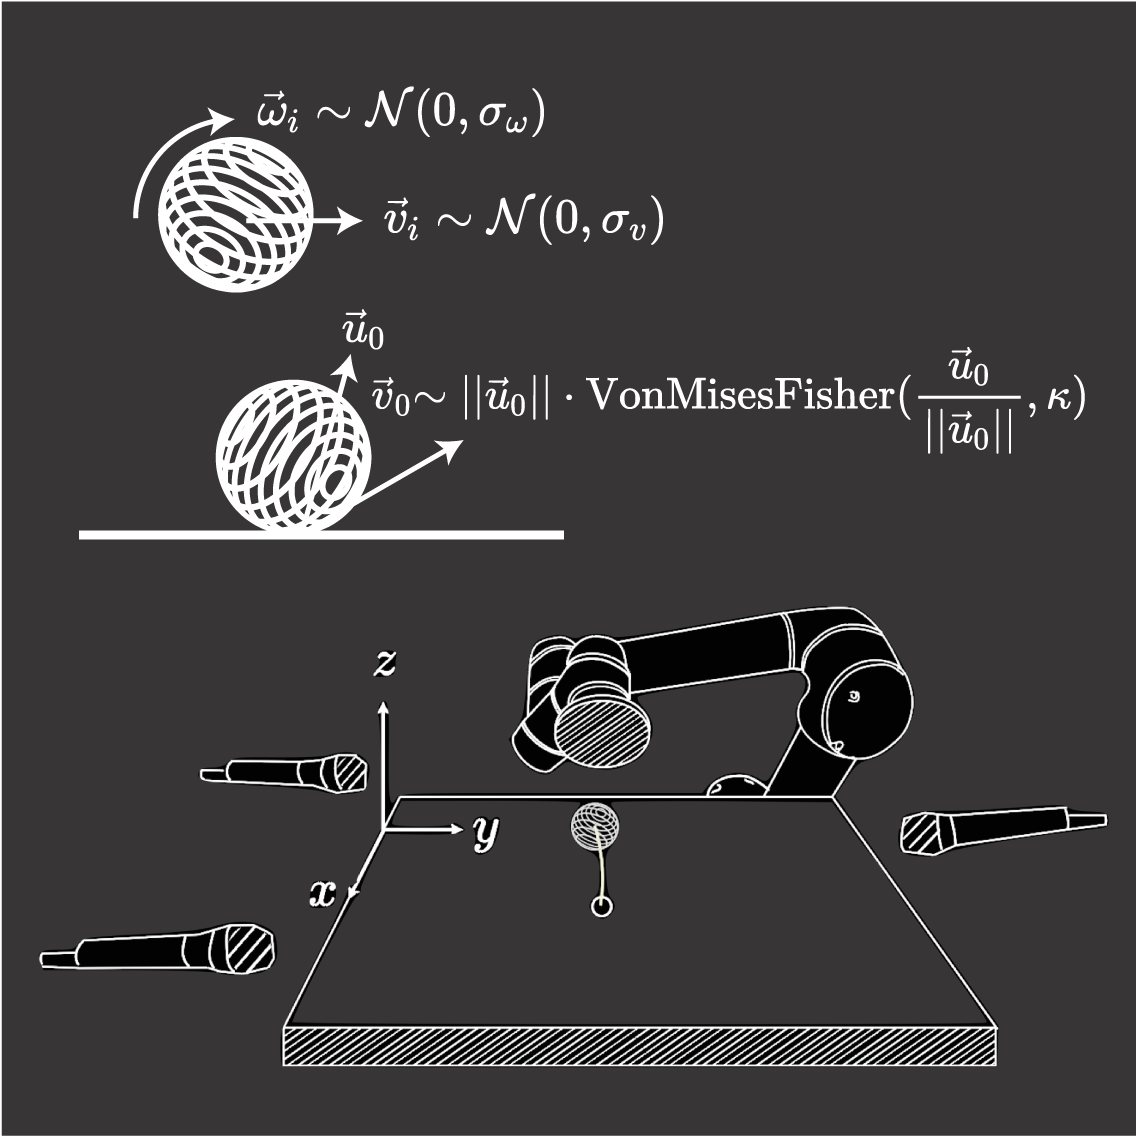 $\vec{\omega}_i \sim \mathcal{N}(0, \sigma_\omega)$
$\vec{v}_i \sim \mathcal{N}(0, \sigma_v)$
$\vec{u}_0$
$\vec{v}_0 \sim ||\vec{u}_0|| \cdot \text{VonMisesFisher}(\frac{\vec{u}_0}{||\vec{u}_0||}, \kappa)$
z
y
x